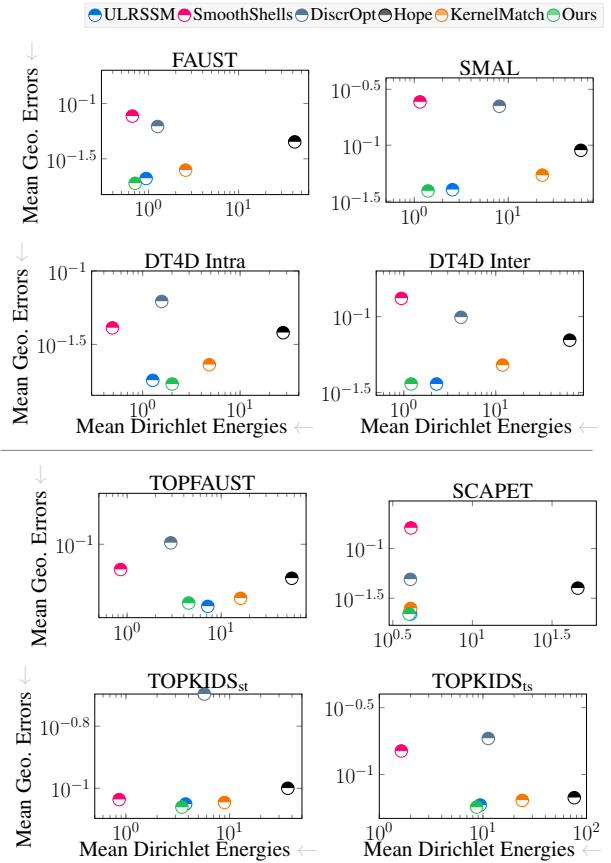 ULRSSM SmoothShells DiscrOpt Hope KernelMatch Ours
FAUST
SMAL
Mean Geo. Errors ←
10^-1
10^-1.5
10^0
10^1
10^-0.5
10^-1
10^-1.5
10^0
10^1
DT4D Intra
DT4D Inter
Mean Geo. Errors ←
10^-1
10^-1.5
10^0
10^1
10^-1
10^-1.5
10^0
10^1
Mean Dirichlet Energies ←
Mean Dirichlet Energies ←
TOPFAUST
SCAPET
Mean Geo. Errors ←
10^-1
10^0
10^1
10^-1
10^-1.5
10^0.5
10^1
10^1.5
TOPKIDS_st
TOPKIDS_ts
Mean Geo. Errors ←
10^-0.8
10^-1
10^0
10^1
10^-0.5
10^-1
10^0
10^1
10^2
Mean Dirichlet Energies ←
Mean Dirichlet Energies ←